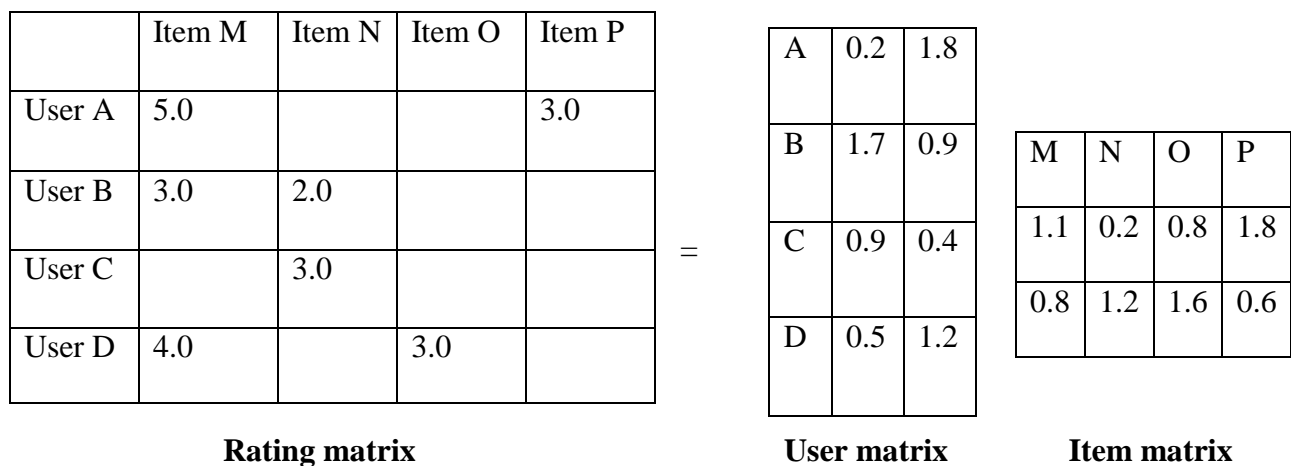 Item M Item N Item O Item P
User A 5.0 3.0
User B 3.0 2.0
User C 3.0
User D 4.0 3.0
Rating matrix
=
A 0.2 1.8
B 1.7 0.9
C 0.9 0.4
D 0.5 1.2
User matrix
M N O P
1.1 0.2 0.8 1.8
0.8 1.2 1.6 0.6
Item matrix